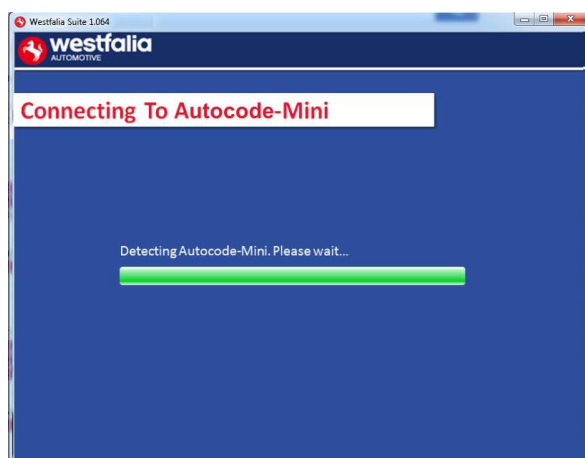 Westfalia Suite 1.064
westfalia
AUTOMOTIVE
Connecting To Autocode-Mini
Detecting Autocode-Mini. Please wait...